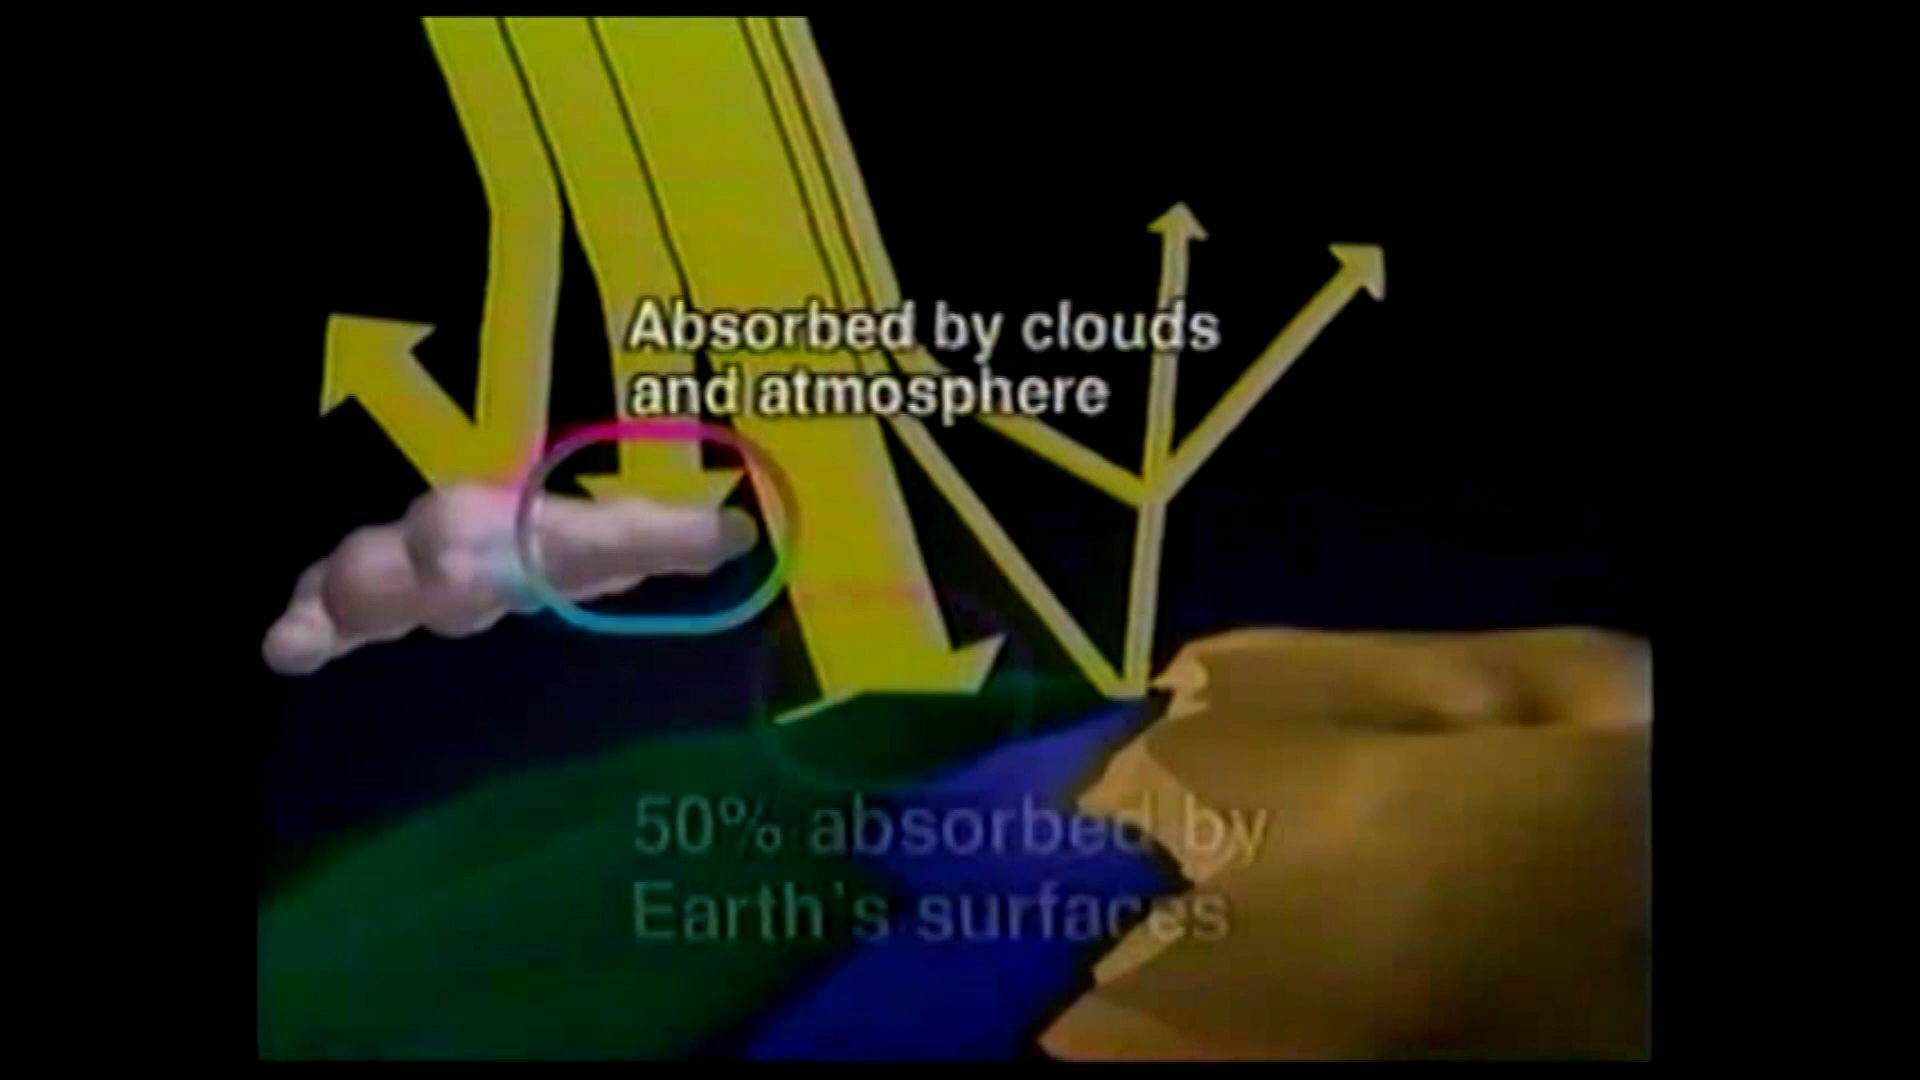 Absorbed by clouds
and atmosphere
50% absorbed by
Earth's surfaces